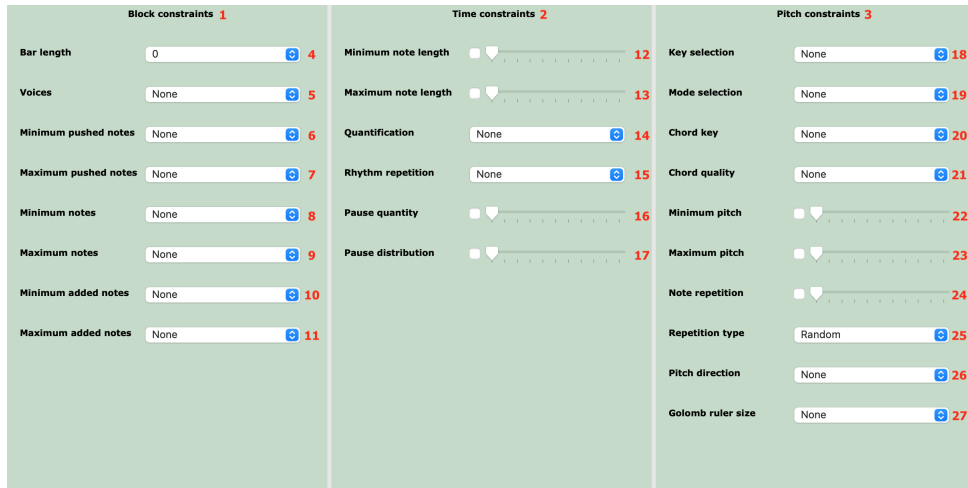 Block constraints 1
Bar length 0 4
Voices None 5
Minimum pushed notes None 6
Maximum pushed notes None 7
Minimum notes None 8
Maximum notes None 9
Minimum added notes None 10
Maximum added notes None 11
Time constraints 2
Minimum note length 12
Maximum note length 13
Quantification None 14
Rhythm repetition None 15
Pause quantity 16
Pause distribution 17
Pitch constraints 3
Key selection None 18
Mode selection None 19
Chord key None 20
Chord quality None 21
Minimum pitch 22
Maximum pitch 23
Note repetition 24
Repetition type Random 25
Pitch direction None 26
Golomb ruler size None 27